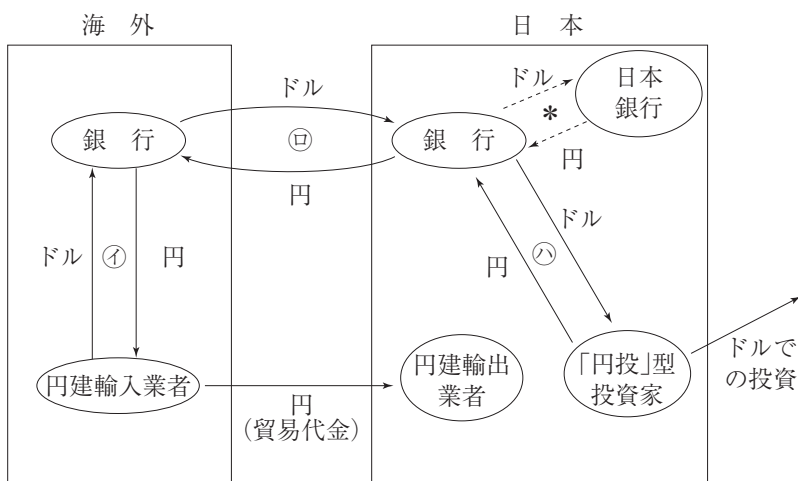 海 外
日 本
ドル
ドル
日本
銀行
*
銀 行
㋺
銀 行
円
円
ドル
㋑
円
円
㋩
ドル
円建輸入業者
円
(貿易代金)
円建輸出
業者
「円投」型
投資家
ドルで
の投資